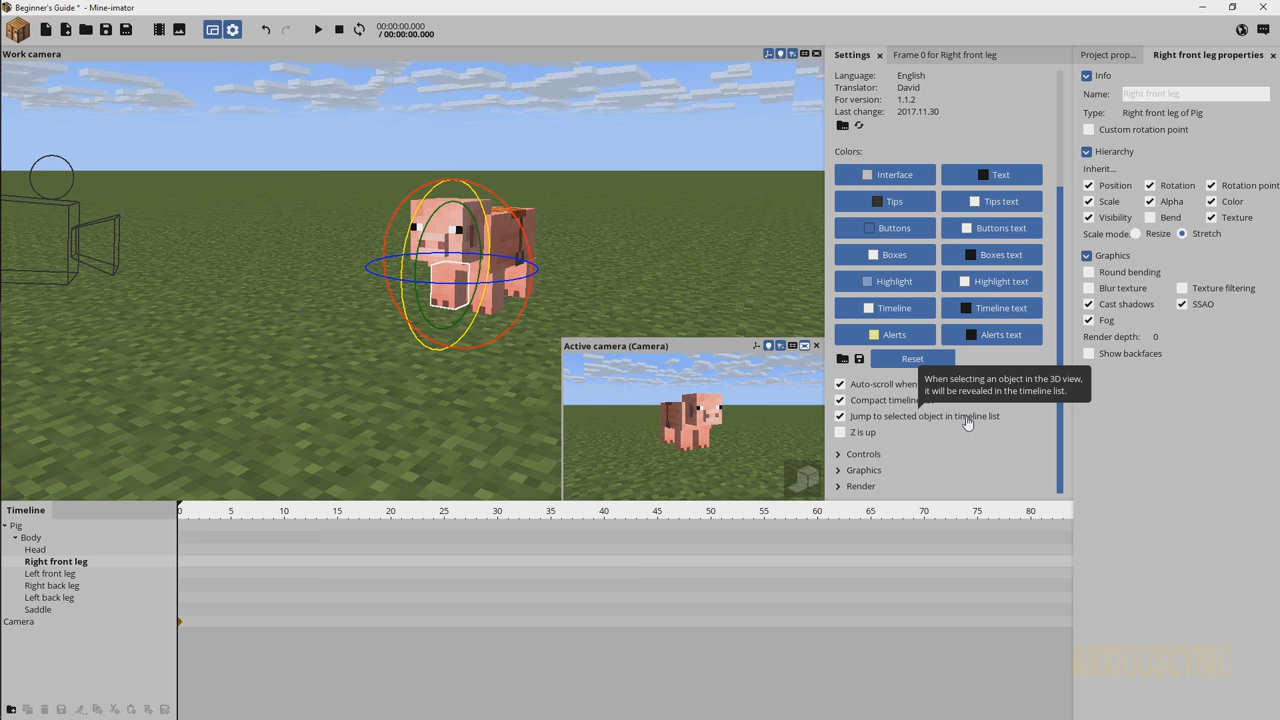 Beginner's Guide * - Mine-imator
00:00:00.000
/ 00:00:00.000
Work camera
Active camera (Camera)
Settings
Frame 0 for Right front leg
Language: English
Translator: David
For version: 1.1.2
Last change: 2017.11.30
Colors:
Interface Text
Tips Tips text
Buttons Buttons text
Boxes Boxes text
Highlight Highlight text
Timeline Timeline text
Alerts Alerts text
Reset
When selecting an object in the 3D view,
it will be revealed in the timeline list.
Auto-scroll when
Compact timeline
Jump to selected object in timeline list
Z is up
Controls
Graphics
Render
Project prop...
Right front leg properties
Info
Name: Right front leg
Type: Right front leg of Pig
Custom rotation point
Hierarchy
Inherit...
Position Rotation Rotation point
Scale Alpha Color
Visibility Bend Texture
Scale mode: Resize Stretch
Graphics
Round bending
Blur texture Texture filtering
Cast shadows SSAO
Fog
Render depth: 0
Show backfaces
Timeline
0 5 10 15 20 25 30 35 40 45 50 55 60 65 70 75 80
Pig
Body
Head
Right front leg
Left front leg
Right back leg
Left back leg
Saddle
Camera